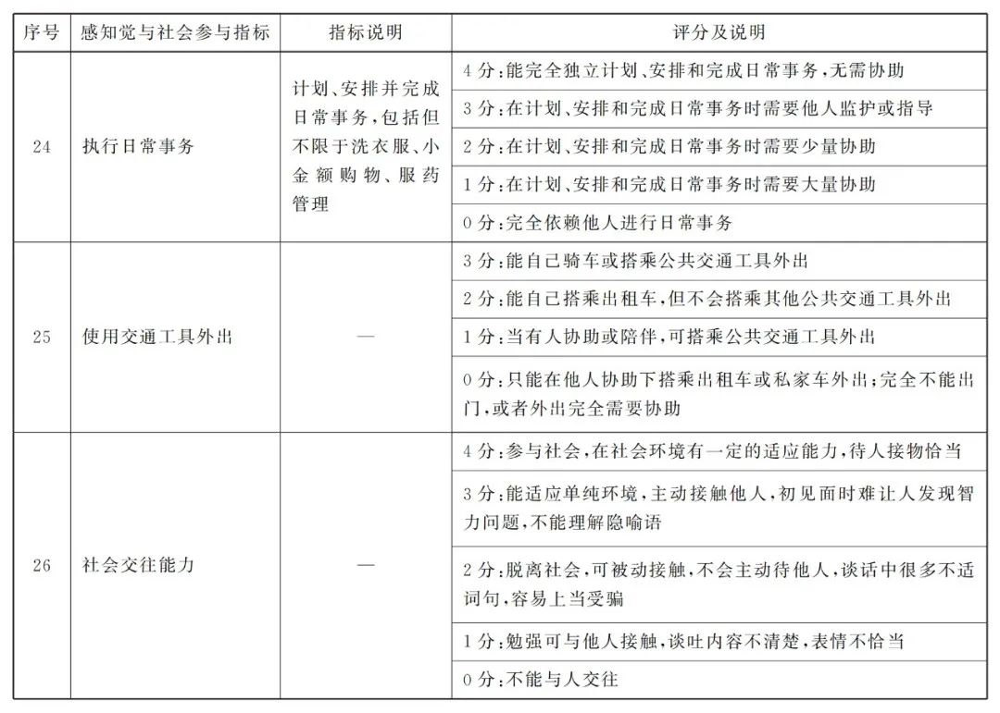 序号 感知觉与社会参与指标 指标说明 评分及说明
24 执行日常事务
计划、安排并完成
日常事务,包括但
不限于洗衣服、小
金额购物、服药
管理
4分:能完全独立计划、安排和完成日常事务,无需协助
3分:在计划、安排和完成日常事务时需要他人监护或指导
2分:在计划、安排和完成日常事务时需要少量协助
1分:在计划、安排和完成日常事务时需要大量协助
0分:完全依赖他人进行日常事务
25 使用交通工具外出 —
3分:能自己骑车或搭乘公共交通工具外出
2分:能自己搭乘出租车,但不会搭乘其他公共交通工具外出
1分:当有人协助或陪伴,可搭乘公共交通工具外出
0分:只能在他人协助下搭乘出租车或私家车外出;完全不能出
门,或者外出完全需要协助
26 社会交往能力 —
4分:参与社会,在社会环境有一定的适应能力,待人接物恰当
3分:能适应单纯环境,主动接触他人,初见面时难让人发现智
力问题,不能理解隐喻语
2分:脱离社会,可被动接触,不会主动待他人,谈话中很多不适
词句,容易上当受骗
1分:勉强可与他人接触,谈吐内容不清楚,表情不恰当
0分:不能与人交往